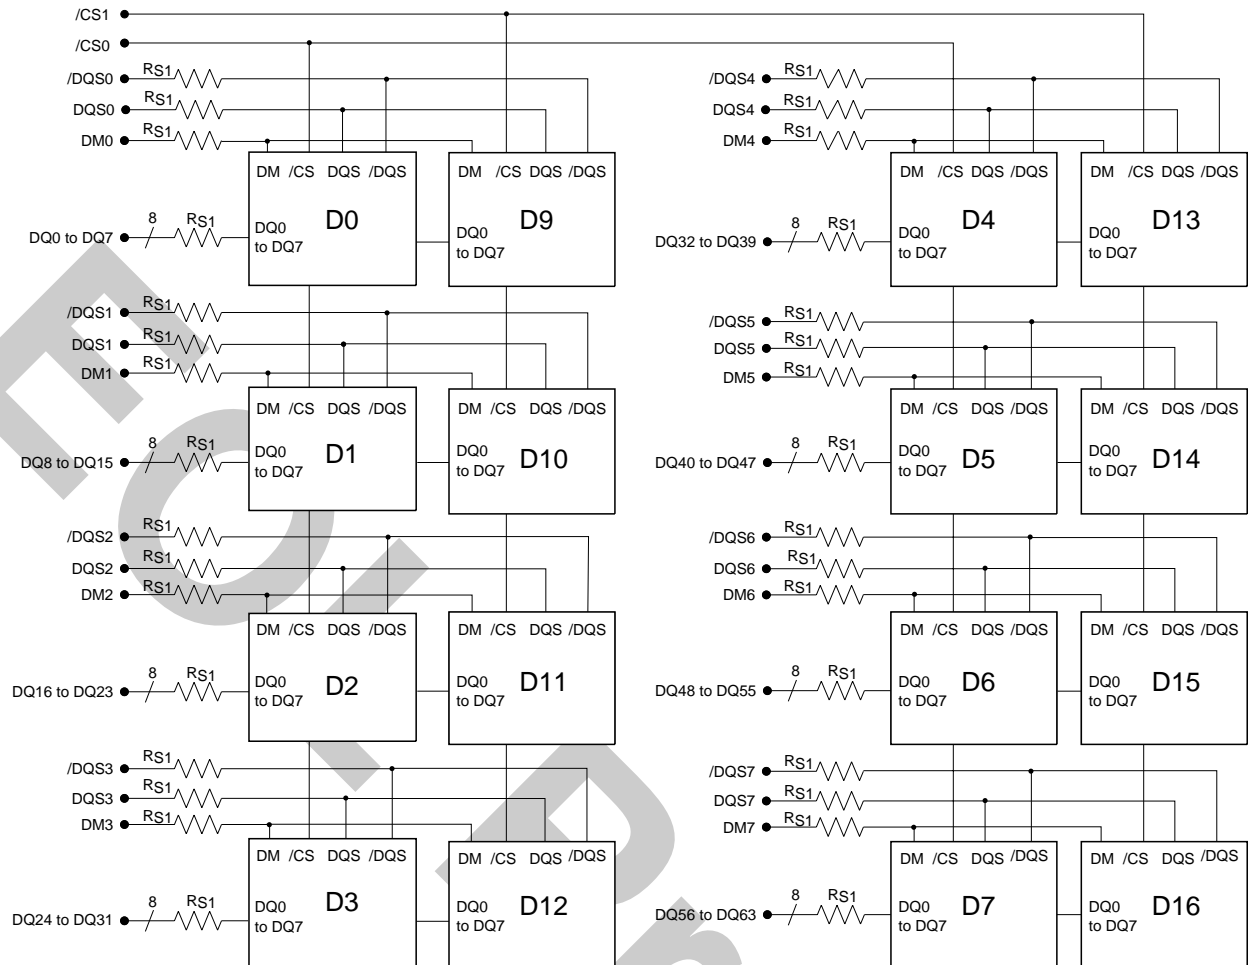 /CS1
/CS0
/DQS0 RS1
DQS0 RS1
DM0 RS1
DM /CS DQS /DQS
D0
DQ0 to DQ7 8 RS1
DQ0
to DQ7
DM /CS DQS /DQS
D9
DQ0
to DQ7
/DQS1 RS1
DQS1 RS1
DM1 RS1
DM /CS DQS /DQS
D1
DQ8 to DQ15 8 RS1
DQ0
to DQ7
DM /CS DQS /DQS
D10
DQ0
to DQ7
/DQS2 RS1
DQS2 RS1
DM2 RS1
DM /CS DQS /DQS
D2
DQ16 to DQ23 8 RS1
DQ0
to DQ7
DM /CS DQS /DQS
D11
DQ0
to DQ7
/DQS3 RS1
DQS3 RS1
DM3 RS1
DM /CS DQS /DQS
D3
DQ24 to DQ31 8 RS1
DQ0
to DQ7
DM /CS DQS /DQS
D12
DQ0
to DQ7
/DQS4 RS1
DQS4 RS1
DM4 RS1
DM /CS DQS /DQS
D4
DQ32 to DQ39 8 RS1
DQ0
to DQ7
DM /CS DQS /DQS
D13
DQ0
to DQ7
/DQS5 RS1
DQS5 RS1
DM5 RS1
DM /CS DQS /DQS
D5
DQ40 to DQ47 8 RS1
DQ0
to DQ7
DM /CS DQS /DQS
D14
DQ0
to DQ7
/DQS6 RS1
DQS6 RS1
DM6 RS1
DM /CS DQS /DQS
D6
DQ48 to DQ55 8 RS1
DQ0
to DQ7
DM /CS DQS /DQS
D15
DQ0
to DQ7
/DQS7 RS1
DQS7 RS1
DM7 RS1
DM /CS DQS /DQS
D7
DQ56 to DQ63 8 RS1
DQ0
to DQ7
DM /CS DQS /DQS
D16
DQ0
to DQ7